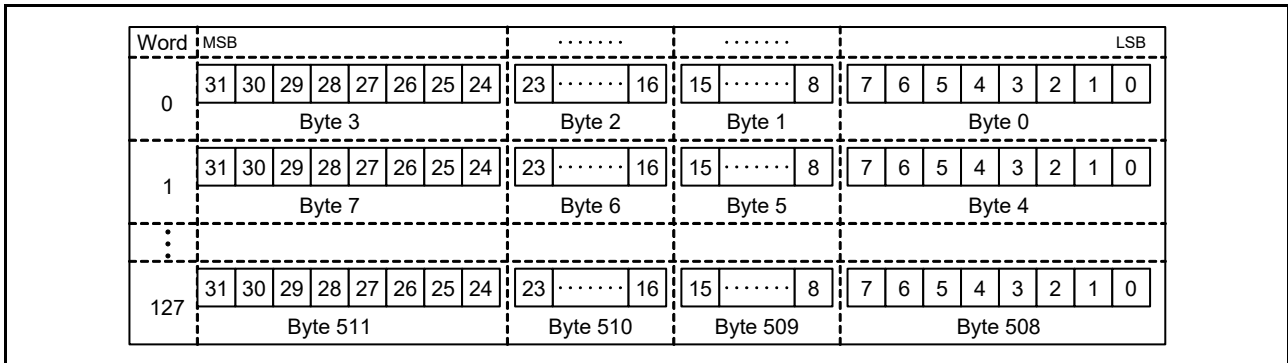 Word MSB ······· ······· LSB
0 31 30 29 28 27 26 25 24 23 ······· 16 15 ······· 8 7 6 5 4 3 2 1 0
Byte 3 Byte 2 Byte 1 Byte 0
1 31 30 29 28 27 26 25 24 23 ······· 16 15 ······· 8 7 6 5 4 3 2 1 0
Byte 7 Byte 6 Byte 5 Byte 4
⋮
127 31 30 29 28 27 26 25 24 23 ······· 16 15 ······· 8 7 6 5 4 3 2 1 0
Byte 511 Byte 510 Byte 509 Byte 508